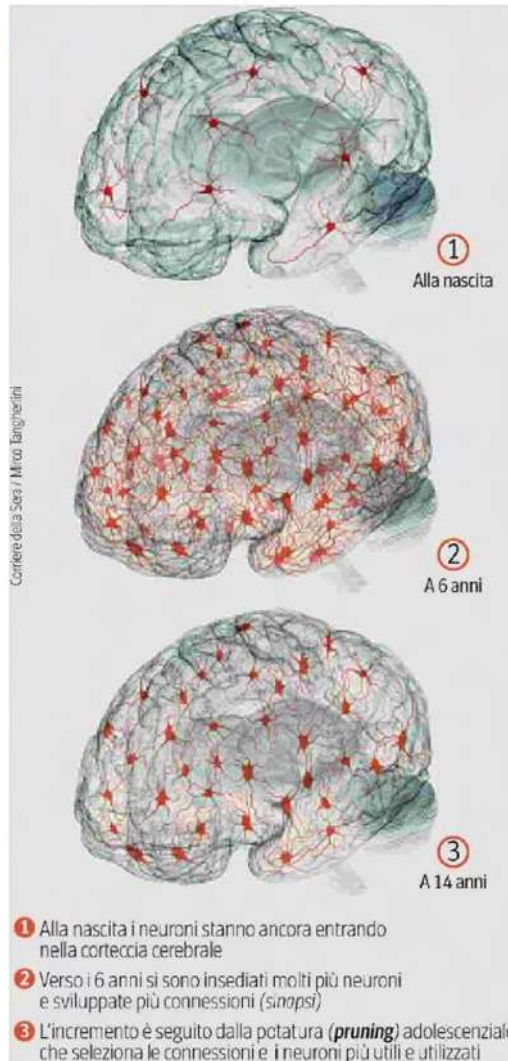 1
Alla nascita
Corriere della Sera / Mirco Tangherlini
2
A 6 anni
3
A 14 anni
1 Alla nascita i neuroni stanno ancora entrando
nella corteccia cerebrale
2 Verso i 6 anni si sono insediati molti più neuroni
e sviluppate più connessioni (sinapsi)
3 L'incremento è seguito dalla potatura (pruning) adolescenziale
che seleziona le connessioni e i neuroni più utili e utilizzati